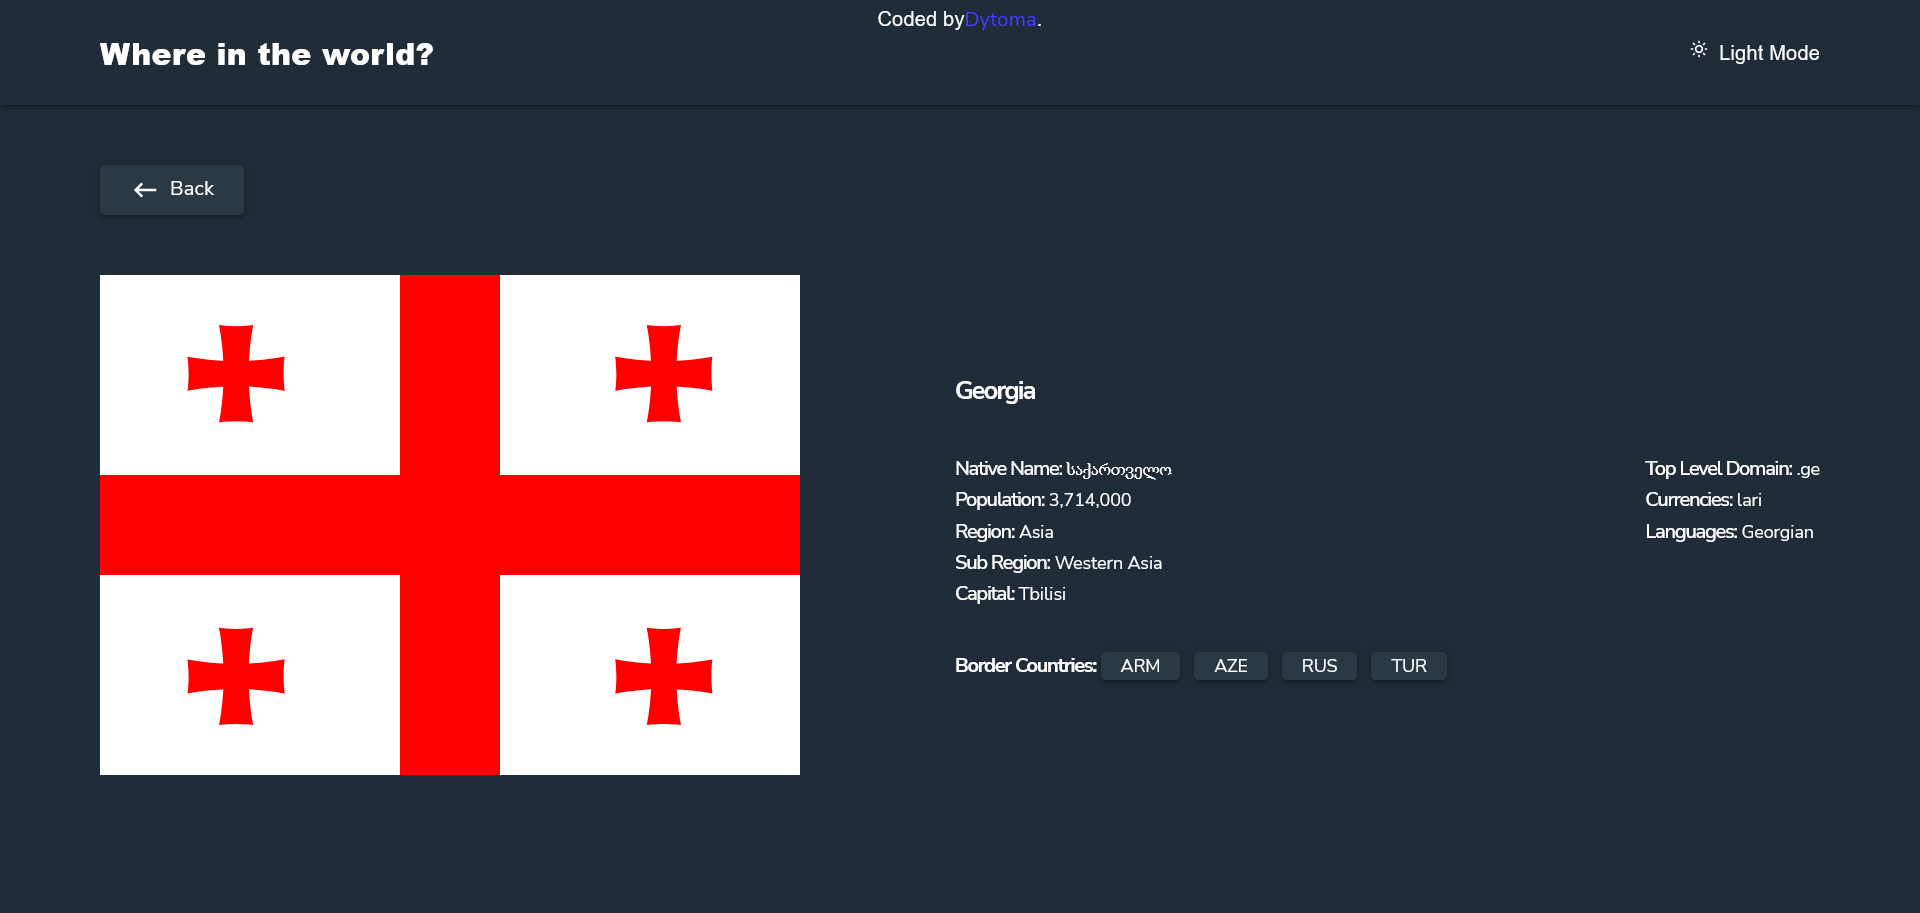 Coded byDytoma.
Where in the world?
Light Mode
Back
Georgia
Native Name: საქართველო
Population: 3,714,000
Region: Asia
Sub Region: Western Asia
Capital: Tbilisi
Top Level Domain: .ge
Currencies: lari
Languages: Georgian
Border Countries: ARM AZE RUS TUR